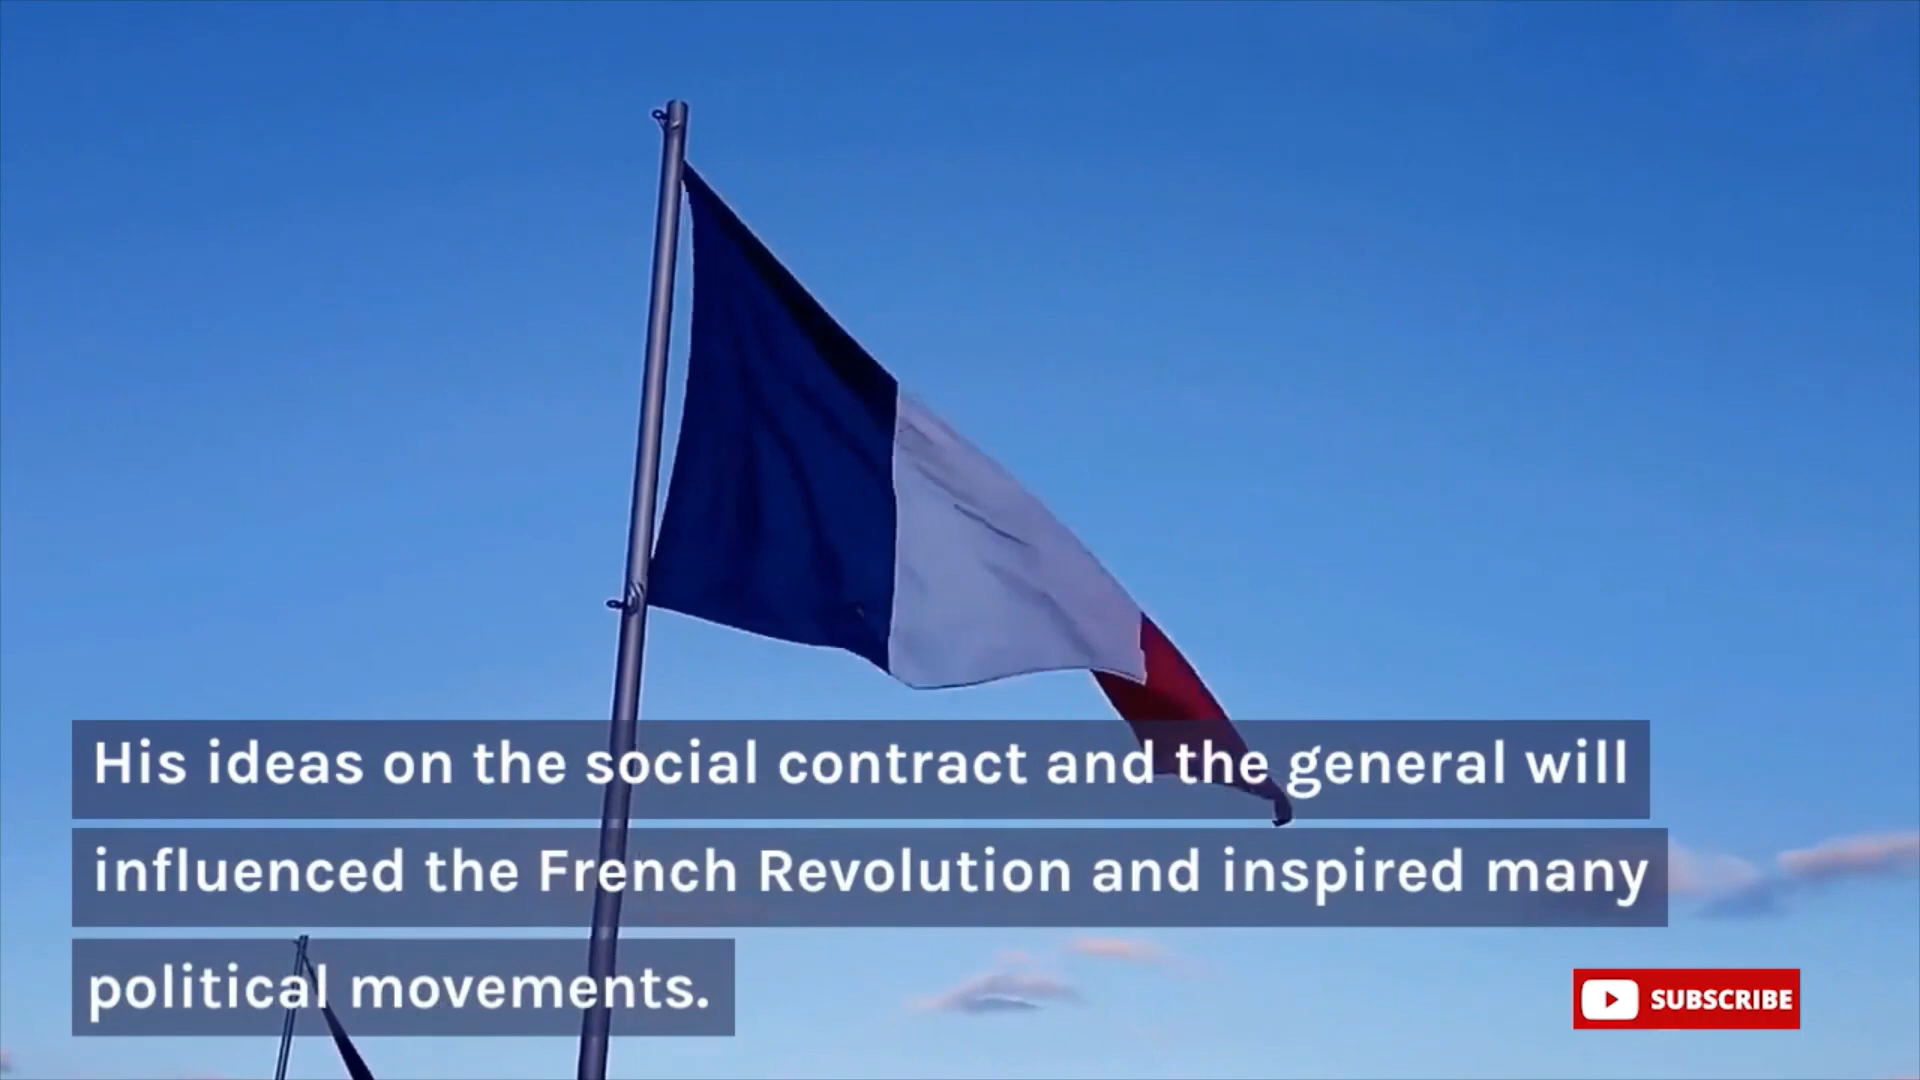 His ideas on the social contract and the general will
influenced the French Revolution and inspired many
political movements.
SUBSCRIBE